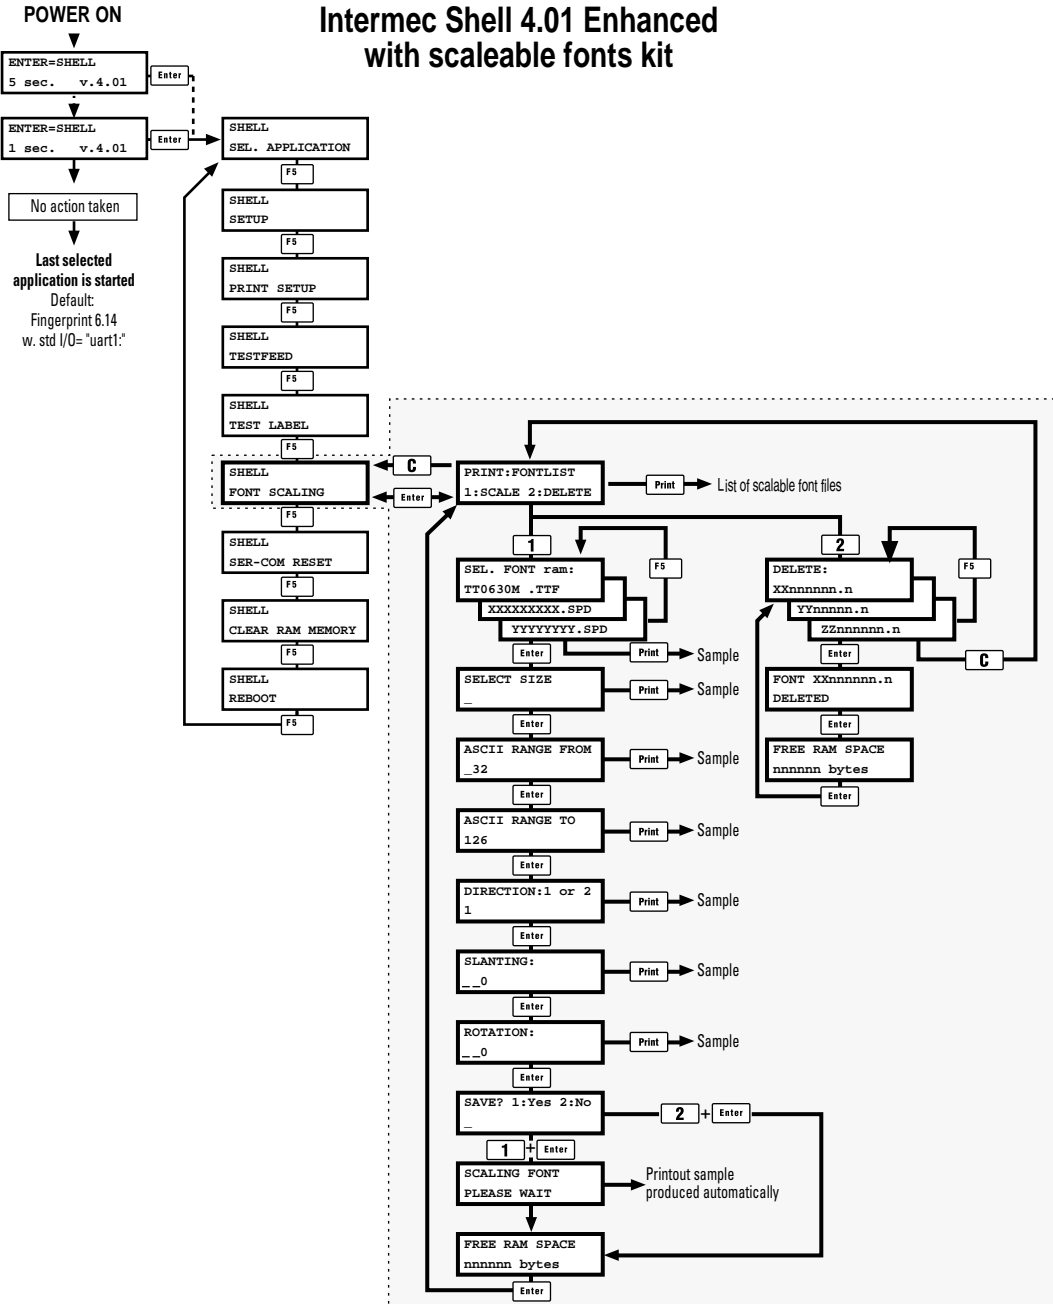 POWER ON
Intermec Shell 4.01 Enhanced
with scaleable fonts kit
ENTER=SHELL
5 sec. v.4.01
Enter
ENTER=SHELL
1 sec. v.4.01
Enter
No action taken
Last selected
application is started
Default:
Fingerprint 6.14
w. std I/O= "uart1:"
SHELL
SEL. APPLICATION
F5
SHELL
SETUP
F5
SHELL
PRINT SETUP
F5
SHELL
TESTFEED
F5
SHELL
TEST LABEL
F5
SHELL
FONT SCALING
F5
SHELL
SER-COM RESET
F5
SHELL
CLEAR RAM MEMORY
F5
SHELL
REBOOT
F5
C
Enter
PRINT:FONTLIST
1:SCALE 2:DELETE
Print
List of scalable font files
1
SEL. FONT ram:
TT0630M .TTF
XXXXXXXXX.SPD
YYYYYYYY.SPD
F5
Enter
Print
Sample
SELECT SIZE
_
Print
Sample
Enter
ASCII RANGE FROM
_32
Print
Sample
Enter
ASCII RANGE TO
126
Print
Sample
Enter
DIRECTION:1 or 2
1
Print
Sample
Enter
SLANTING:
__0
Print
Sample
Enter
ROTATION:
__0
Print
Sample
Enter
SAVE? 1:Yes 2:No
_
2 + Enter
1 + Enter
SCALING FONT
PLEASE WAIT
Printout sample
produced automatically
FREE RAM SPACE
nnnnnn bytes
Enter
2
DELETE:
XXnnnnnn.n
YYnnnnn.n
ZZnnnnnn.n
F5
C
Enter
FONT XXnnnnnn.n
DELETED
Enter
FREE RAM SPACE
nnnnnn bytes
Enter